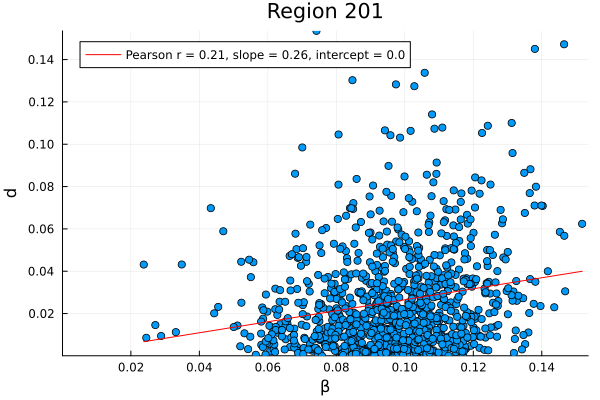 Region 201
Pearson r = 0.21, slope = 0.26, intercept = 0.0
0.14
0.12
0.10
0.08
0.06
0.04
0.02
d
0.02 0.04 0.06 0.08 0.10 0.12 0.14
β